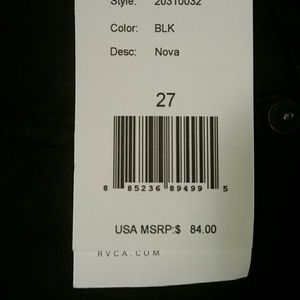 Style: 20310032
Color: BLK
Desc: Nova
27
8 85236 89499 5
USA MSRP:$ 84.00
RVCA.COM